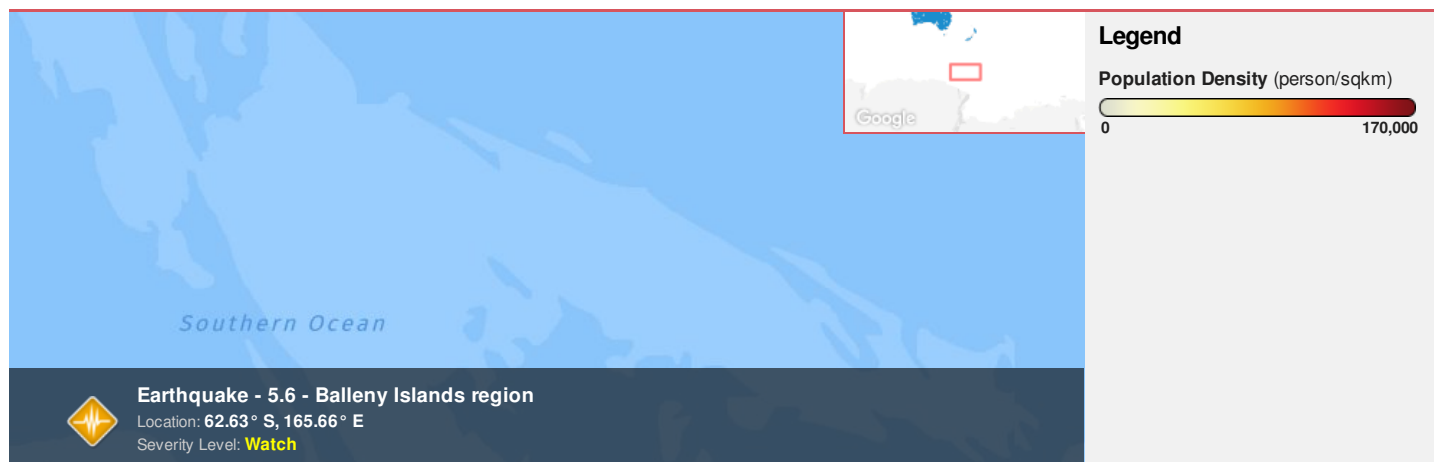 Southern Ocean
Google
Earthquake - 5.6 - Balleny Islands region
Location: 62.63° S, 165.66° E
Severity Level: Watch
Legend
Population Density (person/sqkm)
0 170,000